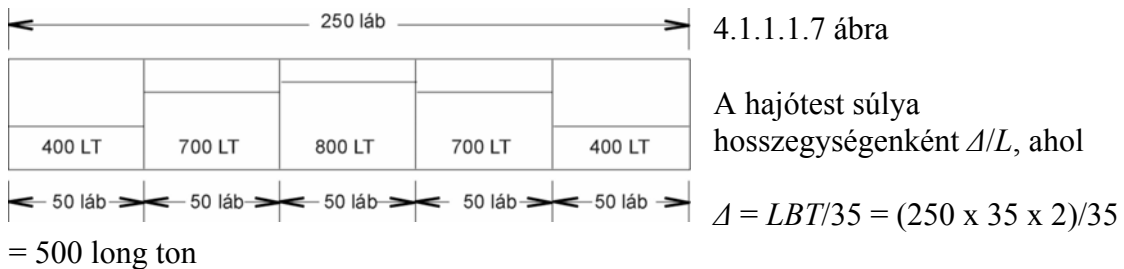 250 láb
400 LT 700 LT 800 LT 700 LT 400 LT
50 láb 50 láb 50 láb 50 láb 50 láb
4.1.1.1.7 ábra
A hajótest súlya
hosszegységenként Δ/L, ahol
Δ = LBT/35 = (250 x 35 x 2)/35
= 500 long ton